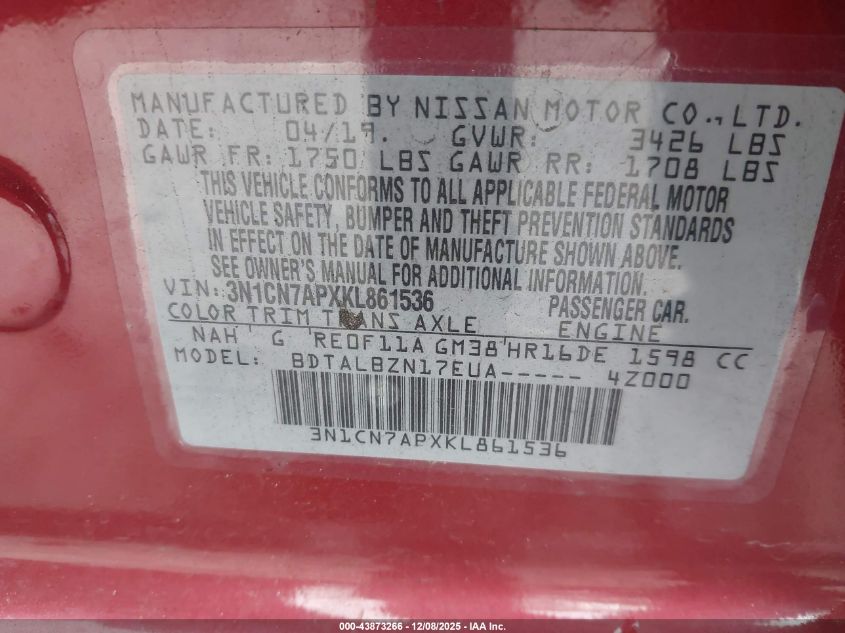 MANUFACTURED BY NISSAN MOTOR CO., LTD.
DATE: 04/19. GVWR: 3426 LBS
GAWR FR: 1750 LBS GAWR RR: 1708 LBS
THIS VEHICLE CONFORMS TO ALL APPLICABLE FEDERAL MOTOR
VEHICLE SAFETY, BUMPER AND THEFT PREVENTION STANDARDS
IN EFFECT ON THE DATE OF MANUFACTURE SHOWN ABOVE.
SEE OWNER'S MANUAL FOR ADDITIONAL INFORMATION.
VIN: 3N1CN7APXKL861536 PASSENGER CAR.
COLOR TRIM TRANS AXLE ENGINE
NAH G RE0F11A GM38 HR16DE 1598 CC
MODEL: BDTALBZN17EUA----- 4Z000
3N1CN7APXKL861536
000-43873266 - 12/08/2025 - IAA Inc.